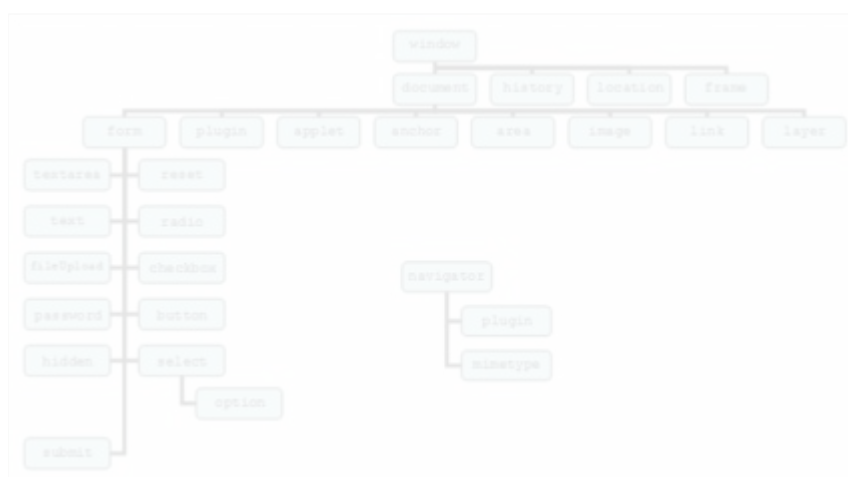 window
document history location frame
form plugin applet anchor area image link layer
textarea reset
text radio
fileUpload checkbox
navigator
password button
plugin
hidden select
mimetype
option
submit